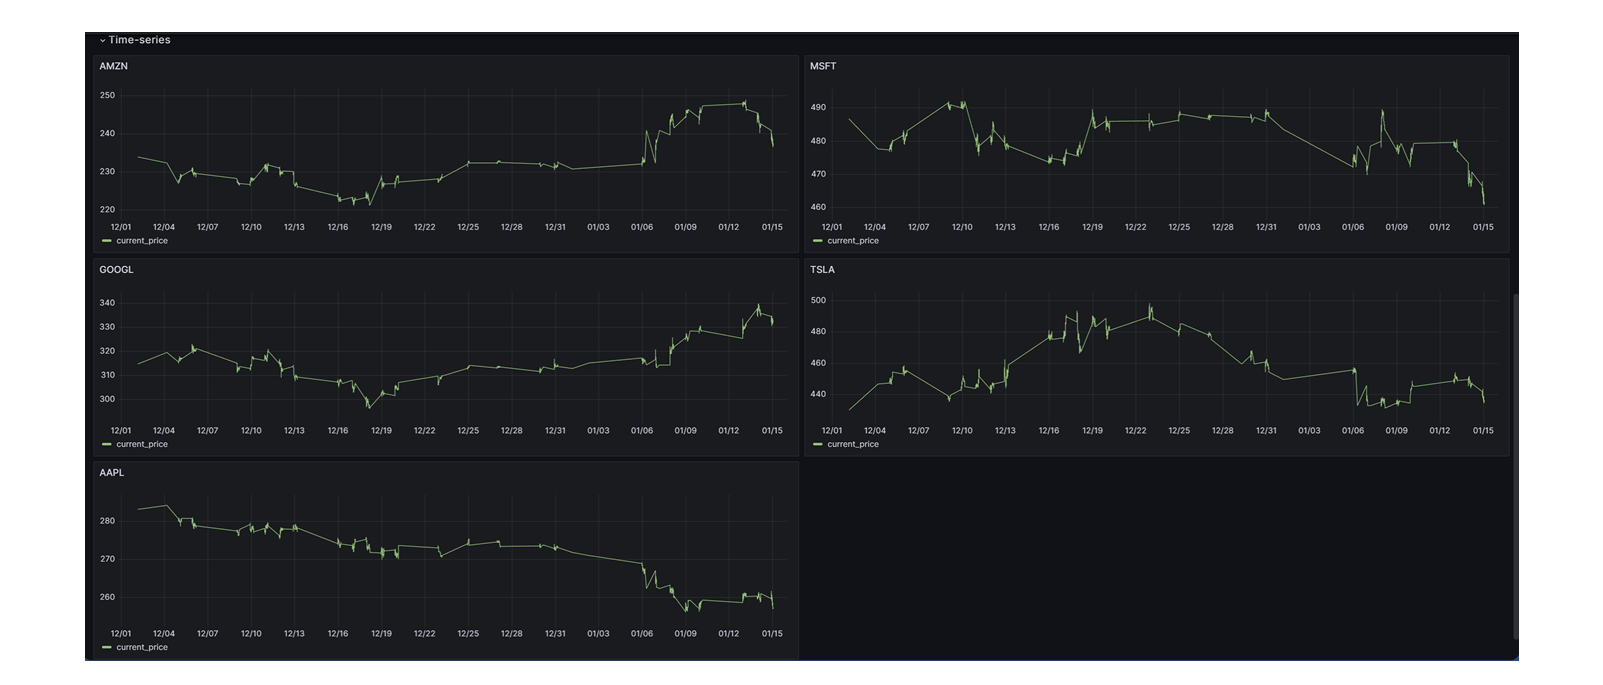 Time-series
AMZN
250
240
230
220
12/01 12/04 12/07 12/10 12/13 12/16 12/19 12/22 12/25 12/28 12/31 01/03 01/06 01/09 01/12 01/15
current_price
MSFT
490
480
470
460
12/01 12/04 12/07 12/10 12/13 12/16 12/19 12/22 12/25 12/28 12/31 01/03 01/06 01/09 01/12 01/15
current_price
GOOGL
340
330
320
310
300
12/01 12/04 12/07 12/10 12/13 12/16 12/19 12/22 12/25 12/28 12/31 01/03 01/06 01/09 01/12 01/15
current_price
TSLA
500
480
460
440
12/01 12/04 12/07 12/10 12/13 12/16 12/19 12/22 12/25 12/28 12/31 01/03 01/06 01/09 01/12 01/15
current_price
AAPL
280
270
260
12/01 12/04 12/07 12/10 12/13 12/16 12/19 12/22 12/25 12/28 12/31 01/03 01/06 01/09 01/12 01/15
current_price